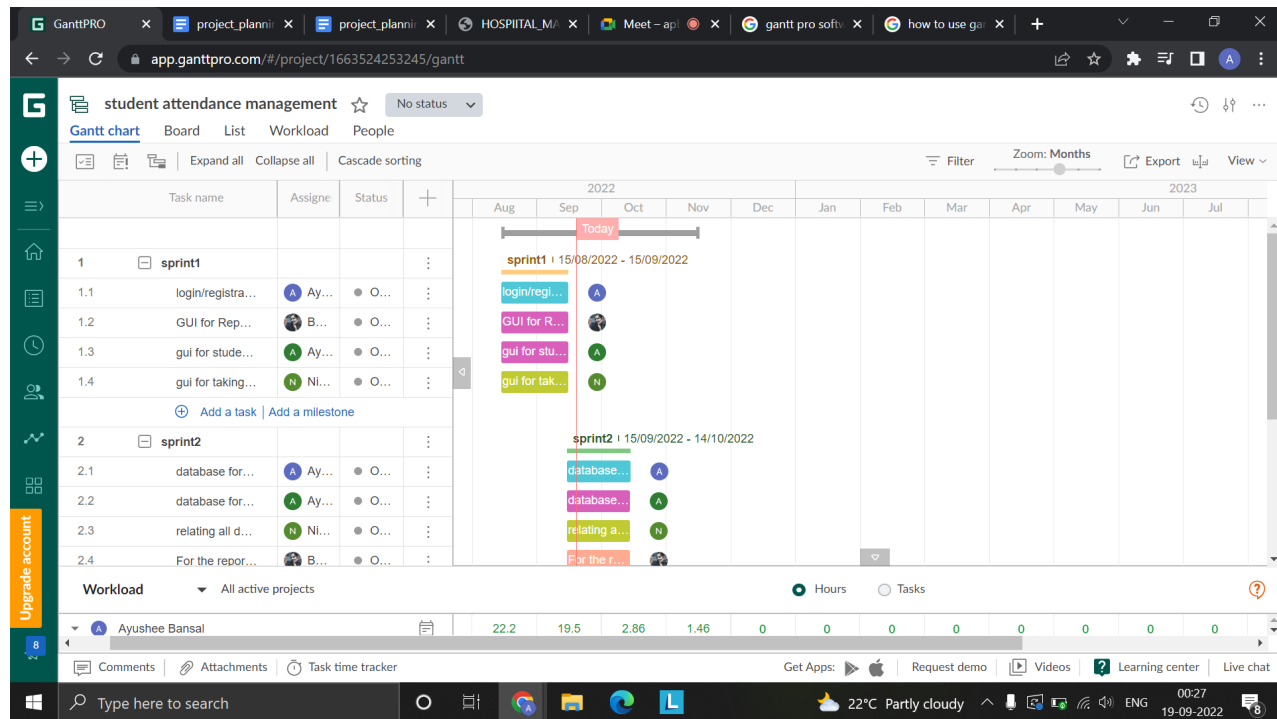 GanttPRO
project_plannin
project_plannin
HOSPIITAL_MA
Meet – apl
gantt pro softw
how to use gar
app.ganttpro.com/#/project/1663524253245/gantt
A
student attendance management
No status
Gantt chart Board List Workload People
Expand all Collapse all Cascade sorting
Filter Zoom: Months Export View
Task name Assigne Status
2022 2023
Aug Sep Oct Nov Dec Jan Feb Mar Apr May Jun Jul
Today
1 sprint1 sprint1 15/08/2022 - 15/09/2022
1.1 login/registra... A Ay... O... login/regi... A
1.2 GUI for Rep... B... O... GUI for R...
1.3 gui for stude... A Ay... O... gui for stu... A
1.4 gui for taking... N Ni... O... gui for tak... N
Add a task Add a milestone
2 sprint2 sprint2 15/09/2022 - 14/10/2022
2.1 database for... A Ay... O... database... A
2.2 database for... A Ay... O... database... A
2.3 relating all d... N Ni... O... relating a... N
2.4 For the repor... B... O... For the r...
Upgrade account
Workload All active projects Hours Tasks
A Ayushee Bansal 22.2 19.5 2.86 1.46 0 0 0 0 0 0 0 0
8
Comments Attachments Task time tracker Get Apps: Request demo Videos Learning center Live chat
Type here to search
22°C Partly cloudy ENG 00:27
19-09-2022
8